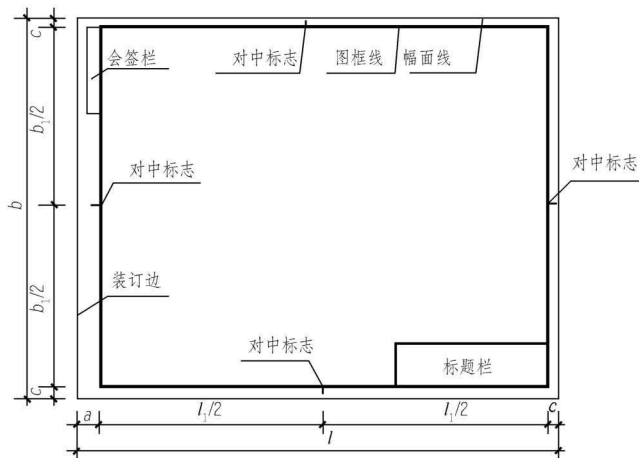 c
会签栏
对中标志
图框线
幅面线
b₁/2
对中标志
对中标志
b
装订边
b₁/2
对中标志
标题栏
c
a
l₁/2
l₁/2
c
l